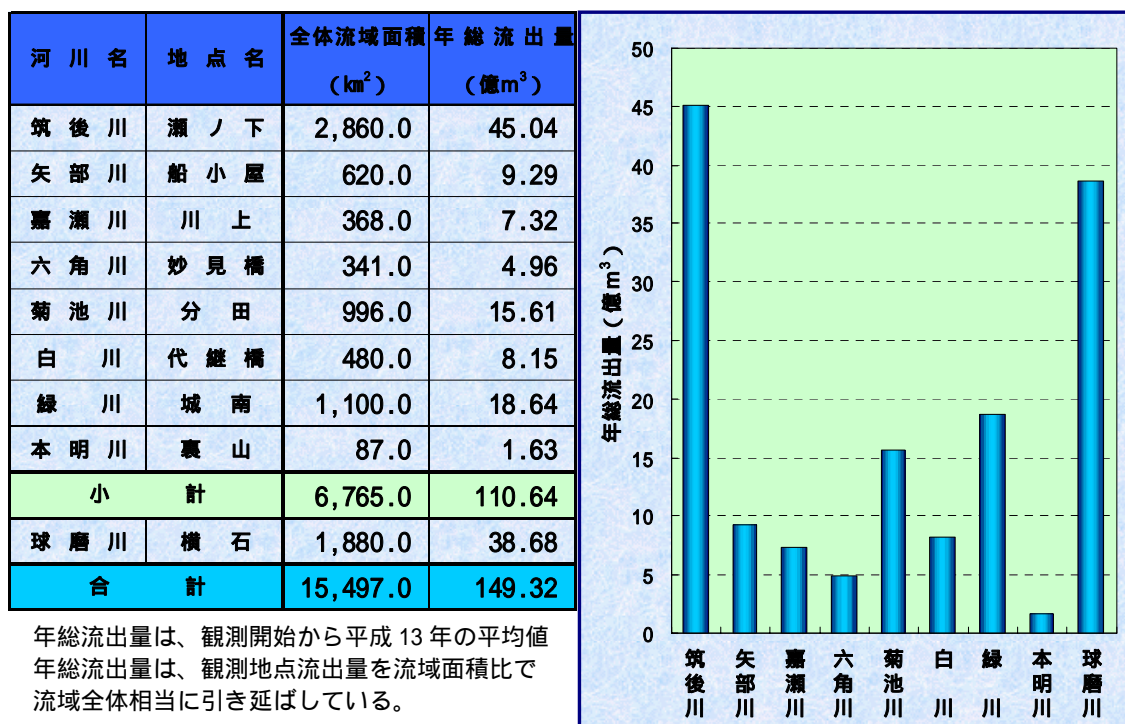 河川名 地点名 全体流域面積(km²) 年総流出量(億m³)
筑後川 瀬ノ下 2,860.0 45.04
矢部川 船小屋 620.0 9.29
嘉瀬川 川上 368.0 7.32
六角川 妙見橋 341.0 4.96
菊池川 分田 996.0 15.61
白川 代継橋 480.0 8.15
緑川 城南 1,100.0 18.64
本明川 裏山 87.0 1.63
小計 6,765.0 110.64
球磨川 横石 1,880.0 38.68
合計 15,497.0 149.32
年総流出量は、観測開始から平成13年の平均値
年総流出量は、観測地点流出量を流域面積比で
流域全体相当に引き延ばしている。
年総流出量(億m³)
50
45
40
35
30
25
20
15
10
5
0
筑後川
矢部川
嘉瀬川
六角川
菊池川
白川
緑川
本明川
球磨川